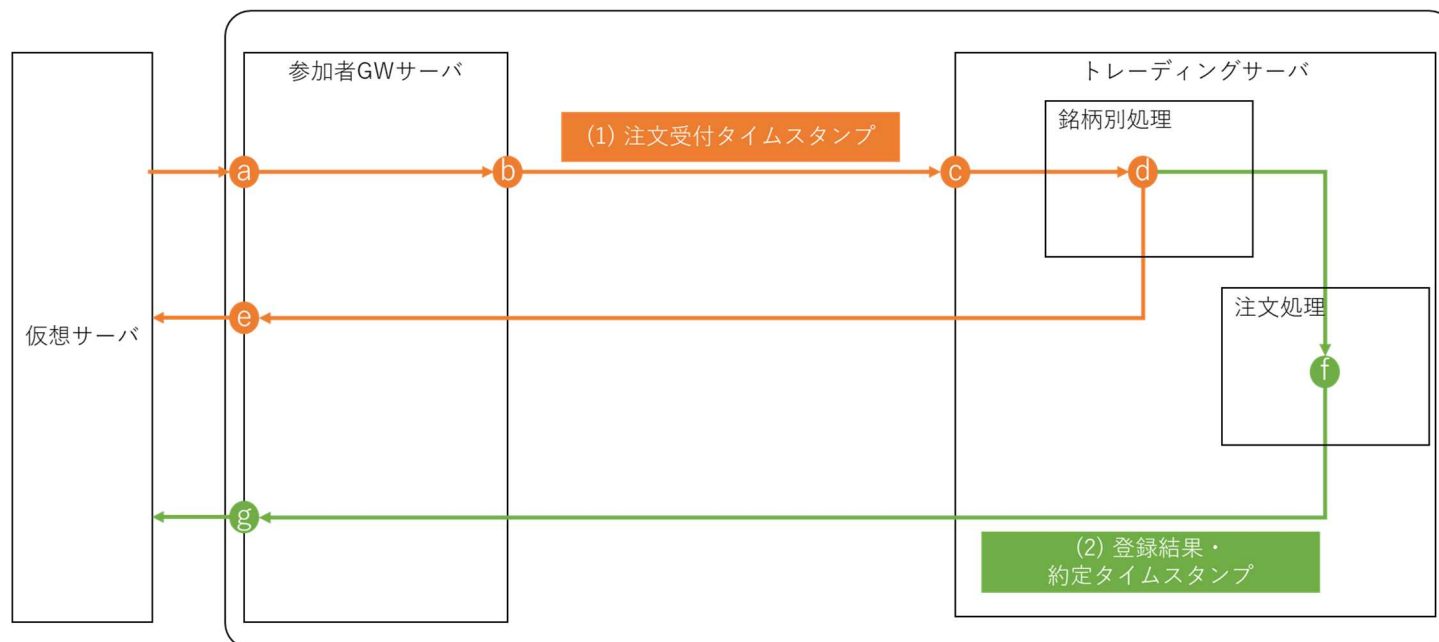 参加者GWサーバ
トレーディングサーバ
銘柄別処理
(1) 注文受付タイムスタンプ
a
b
c
d
注文処理
e
仮想サーバ
f
g
(2) 登録結果・
約定タイムスタンプ